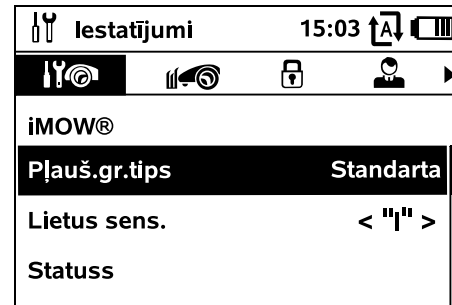 Iestatījumi 15:03 A
iMOW®
Pļauš.gr.tips Standarta
Lietus sens. < "I" >
Statuss